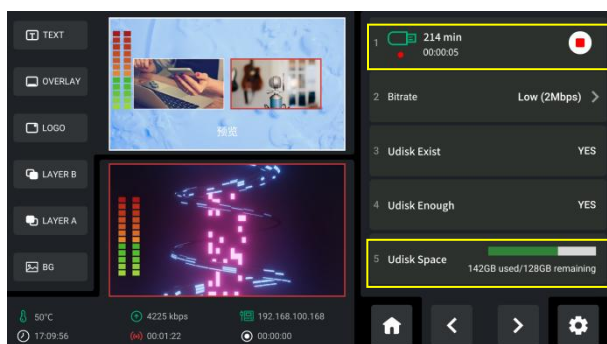 TEXT
OVERLAY
LOGO
LAYER B
LAYER A
BG
预览
1
214 min
00:00:05
2 Bitrate Low (2Mbps)
3 Udisk Exist YES
4 Udisk Enough YES
5 Udisk Space
142GB used/128GB remaining
50°C 4225 kbps 192.168.100.168
17:09:56 00:01:22 00:00:00